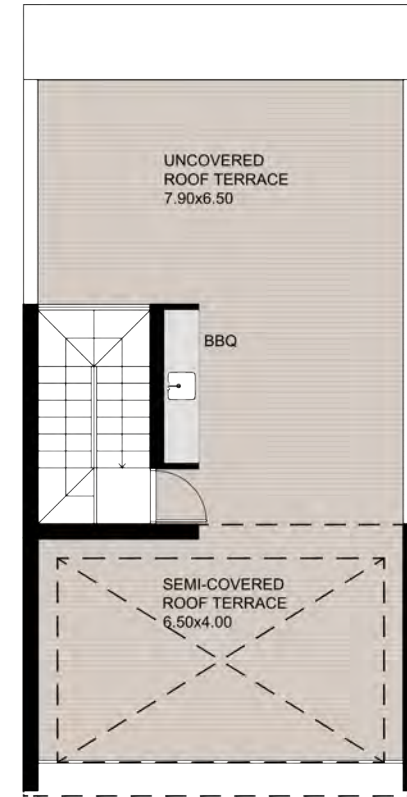 UNCOVERED
ROOF TERRACE
7.90x6.50
BBQ
SEMI-COVERED
ROOF TERRACE
6.50x4.00